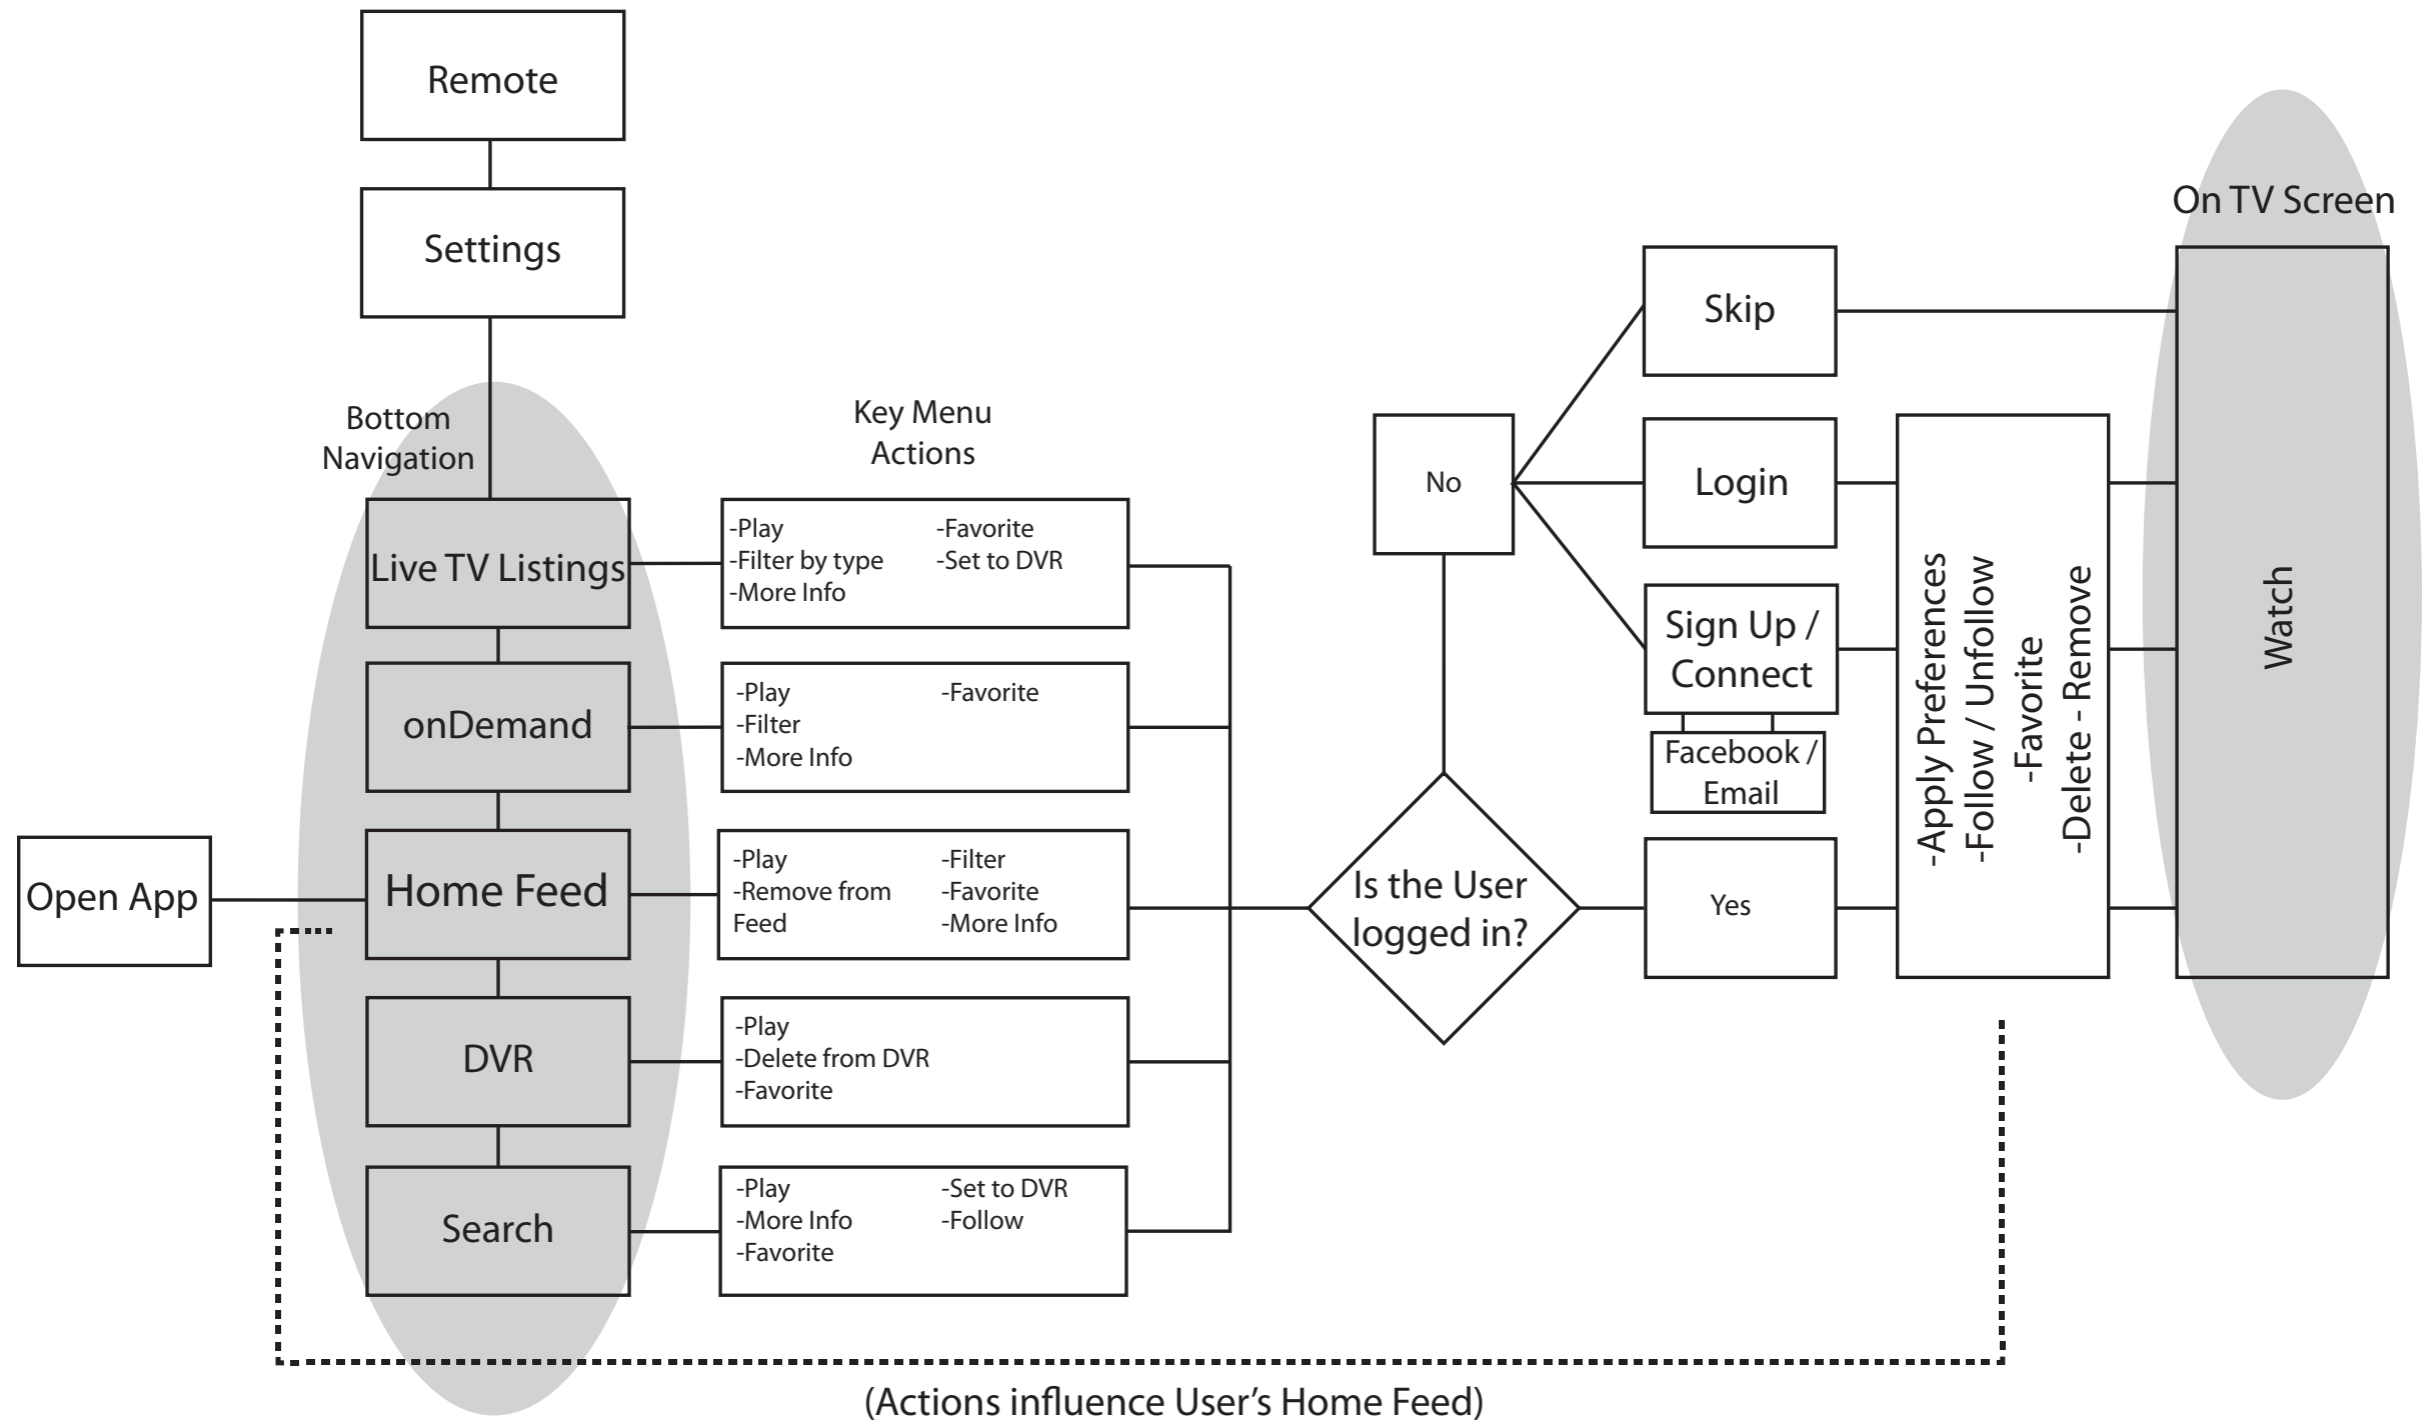 Remote
Settings
Bottom
Navigation
Key Menu
Actions
Open App
Live TV Listings
-Play
-Filter by type
-More Info
-Favorite
-Set to DVR
onDemand
-Play
-Filter
-More Info
-Favorite
Home Feed
-Play
-Remove from
Feed
-Filter
-Favorite
-More Info
DVR
-Play
-Delete from DVR
-Favorite
Search
-Play
-More Info
-Favorite
-Set to DVR
-Follow
Is the User
logged in?
No
Skip
Login
Sign Up /
Connect
Facebook /
Email
Yes
-Apply Preferences
-Follow / Unfollow
-Favorite
-Delete - Remove
On TV Screen
Watch
(Actions influence User’s Home Feed)